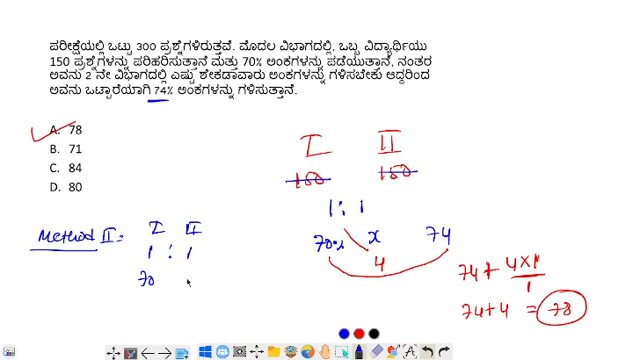 ಪರೀಕ್ಷೆಯಲ್ಲಿ ಒಟ್ಟು 300 ಪ್ರಶ್ನೆಗಳಿರುತ್ತವೆ. ಮೊದಲ ವಿಭಾಗದಲ್ಲಿ, ಒಬ್ಬ ವಿದ್ಯಾರ್ಥಿಯು
150 ಪ್ರಶ್ನೆಗಳನ್ನು ಪರಿಹರಿಸುತ್ತಾನೆ ಮತ್ತು 70% ಅಂಕಗಳನ್ನು ಪಡೆಯುತ್ತಾನೆ, ನಂತರ
ಅವನು 2 ನೇ ವಿಭಾಗದಲ್ಲಿ ಎಷ್ಟು ಶೇಕಡಾವಾರು ಅಂಕಗಳನ್ನು ಗಳಿಸಬೇಕು ಆದ್ದರಿಂದ
ಅವನು ಒಟ್ಟಾರೆಯಾಗಿ 74% ಅಂಕಗಳನ್ನು ಗಳಿಸುತ್ತಾನೆ.
A. 78
B. 71
C. 84
D. 80
I II
150 150
1 : 1
70% x 74
4
74 + 4×1/1
74+4 = 78
Method II =
I II
1 : 1
70